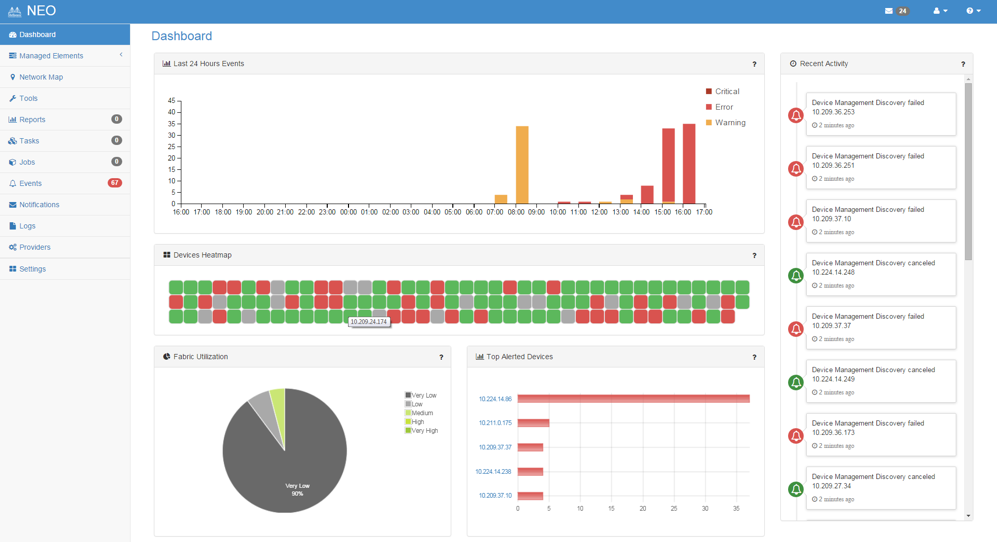 NEO
24
Dashboard
Managed Elements
Network Map
Tools
Reports 0
Tasks 0
Jobs 0
Events 67
Notifications
Logs
Providers
Settings
Dashboard
Last 24 Hours Events ?
Critical
Error
Warning
45
40
35
30
25
20
15
10
5
0
16:00 17:00 18:00 19:00 20:00 21:00 22:00 23:00 00:00 01:00 02:00 03:00 04:00 05:00 06:00 07:00 08:00 09:00 10:00 11:00 12:00 13:00 14:00 15:00 16:00 17:00
Devices Heatmap ?
10.209.24.174
Fabric Utilization ?
Very Low
Low
Medium
High
Very High
Very Low
90%
Top Alerted Devices ?
10.224.14.86
10.211.0.175
10.209.37.37
10.224.14.238
10.209.37.10
0 5 10 15 20 25 30 35
Recent Activity ?
Device Management Discovery failed
10.209.36.253
2 minutes ago
Device Management Discovery failed
10.209.36.251
2 minutes ago
Device Management Discovery failed
10.209.37.10
2 minutes ago
Device Management Discovery canceled
10.224.14.248
2 minutes ago
Device Management Discovery failed
10.209.37.37
2 minutes ago
Device Management Discovery canceled
10.224.14.249
2 minutes ago
Device Management Discovery failed
10.209.36.173
2 minutes ago
Device Management Discovery canceled
10.209.27.34
2 minutes ago